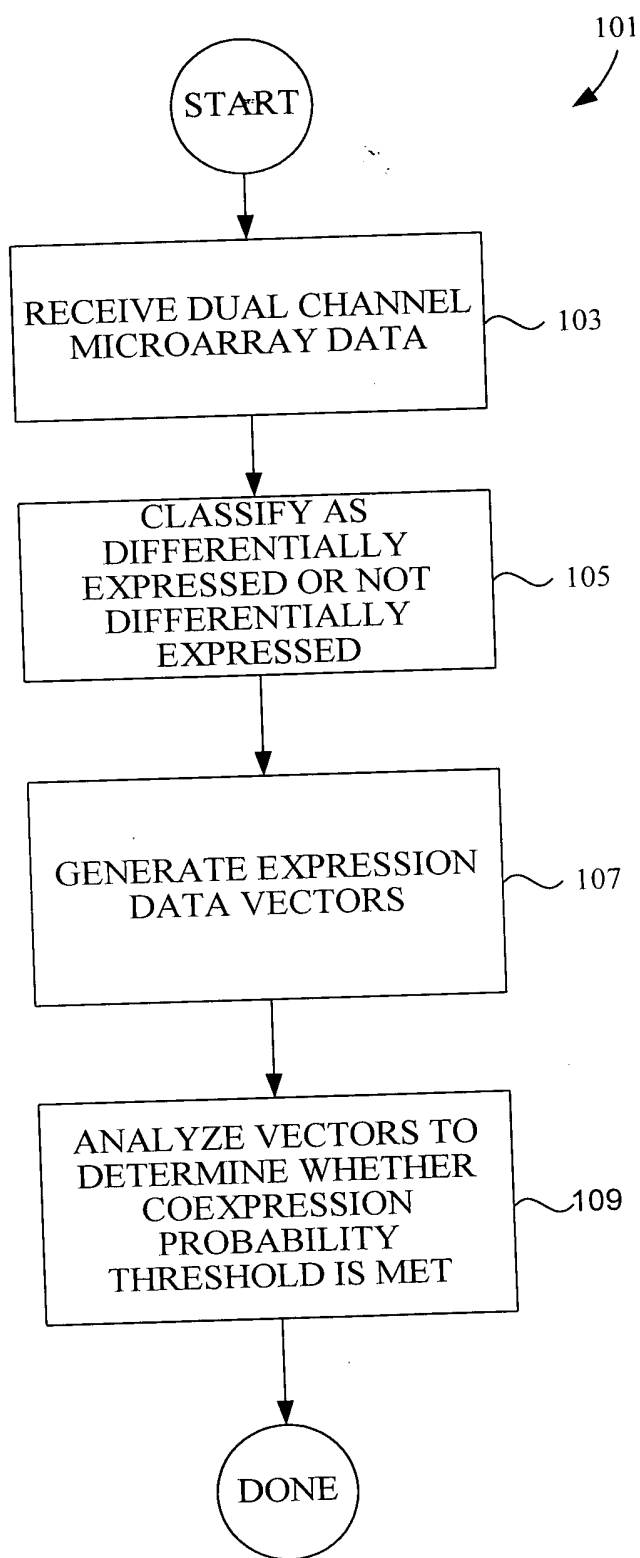 101
START
RECEIVE DUAL CHANNEL
MICROARRAY DATA
103
CLASSIFY AS
DIFFERENTIALLY
EXPRESSED OR NOT
DIFFERENTIALLY
EXPRESSED
105
GENERATE EXPRESSION
DATA VECTORS
107
ANALYZE VECTORS TO
DETERMINE WHETHER
COEXPRESSION
PROBABILITY
THRESHOLD IS MET
109
DONE